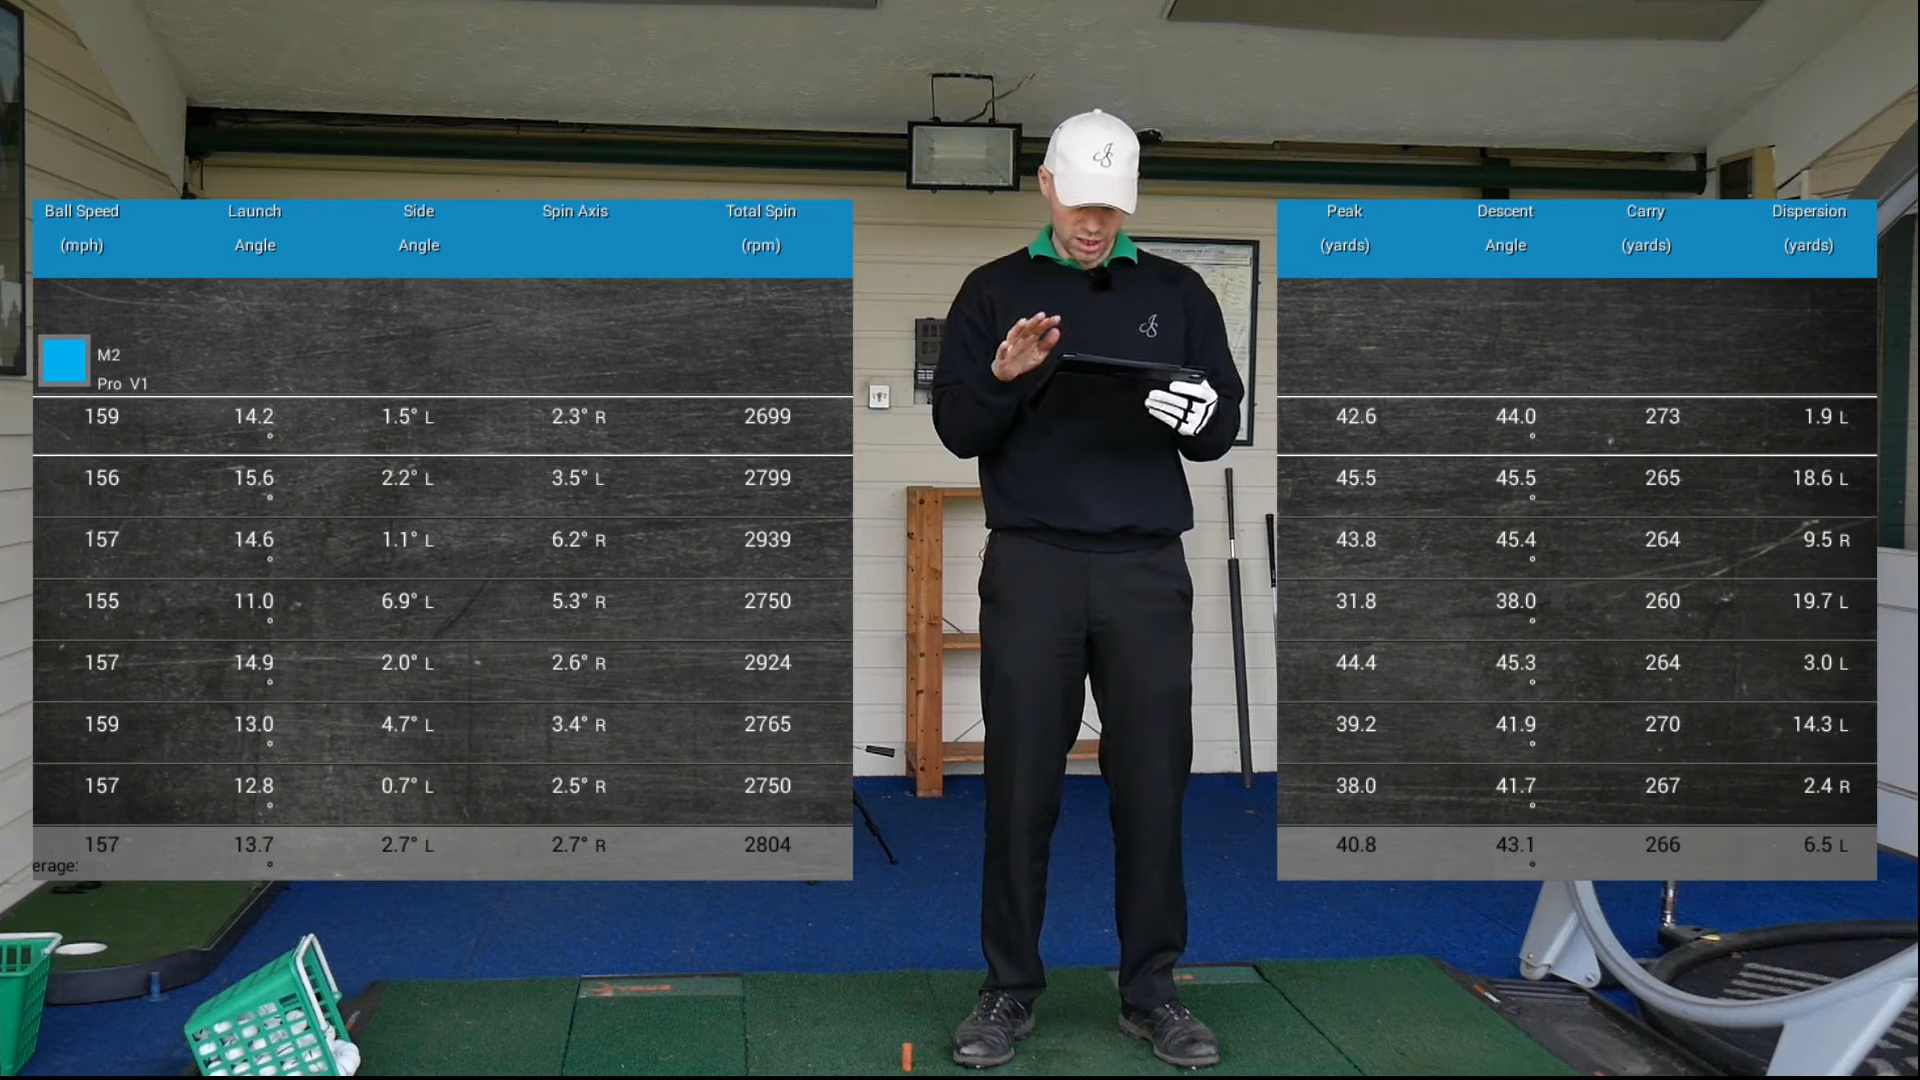 Ball Speed Launch Side Spin Axis Total Spin
(mph) Angle Angle (rpm)
M2
Pro V1
159 14.2° 1.5° L 2.3° R 2699
156 15.6° 2.2° L 3.5° L 2799
157 14.6° 1.1° L 6.2° R 2939
155 11.0° 6.9° L 5.3° R 2750
157 14.9° 2.0° L 2.6° R 2924
159 13.0° 4.7° L 3.4° R 2765
157 12.8° 0.7° L 2.5° R 2750
157 13.7° 2.7° L 2.7° R 2804
erage:
Peak Descent Carry Dispersion
(yards) Angle (yards) (yards)
42.6 44.0° 273 1.9 L
45.5 45.5° 265 18.6 L
43.8 45.4° 264 9.5 R
31.8 38.0° 260 19.7 L
44.4 45.3° 264 3.0 L
39.2 41.9° 270 14.3 L
38.0 41.7° 267 2.4 R
40.8 43.1° 266 6.5 L
JS
JS